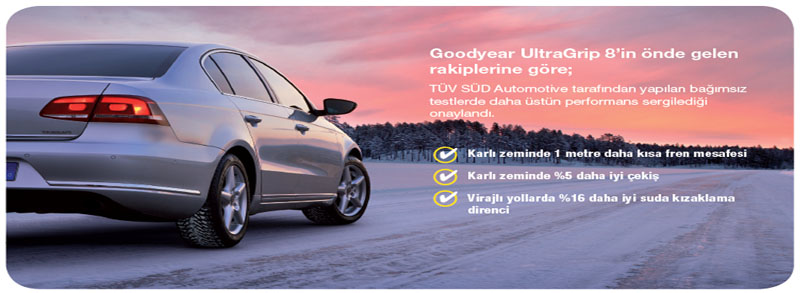 Goodyear UltraGrip 8'in önde gelen
rakiplerine göre;
TÜV SÜD Automotive tarafından yapılan bağımsız
testlerde daha üstün performans sergilediği
onaylandı.
Karlı zeminde 1 metre daha kısa fren mesafesi
Karlı zeminde %5 daha iyi çekiş
Virajlı yollarda %16 daha iyi suda kızaklama
direnci